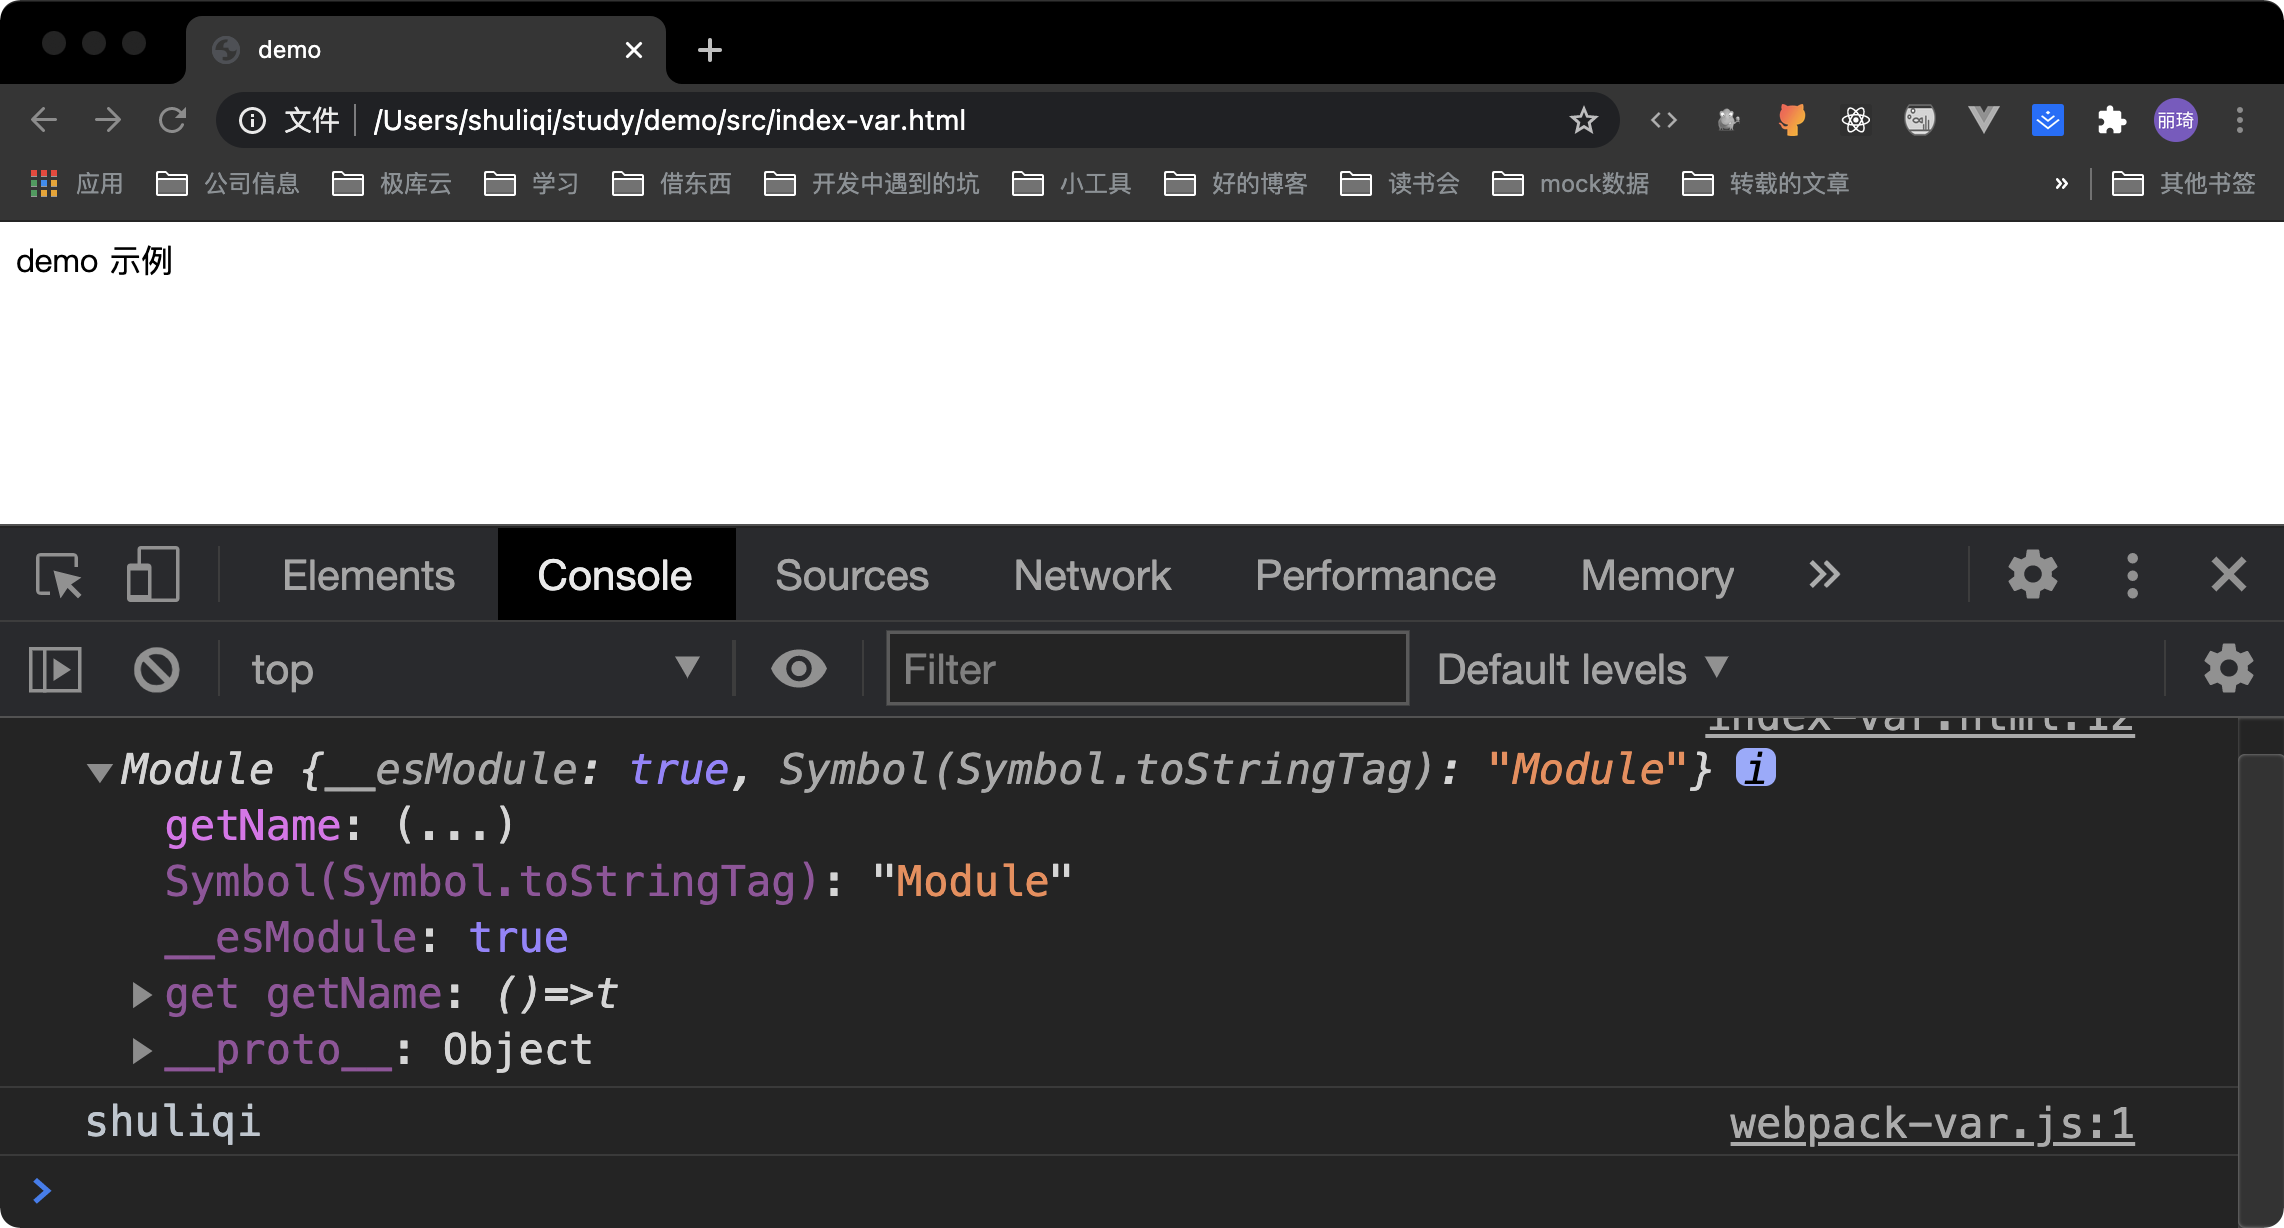 demo
文件 /Users/shuliqi/study/demo/src/index-var.html
丽琦
应用 公司信息 极库云 学习 借东西 开发中遇到的坑 小工具 好的博客 读书会 mock数据 转载的文章 » 其他书签
demo 示例
Elements Console Sources Network Performance Memory
top Filter Default levels
index-var.html:12
Module {__esModule: true, Symbol(Symbol.toStringTag): "Module"} i
getName: (...)
Symbol(Symbol.toStringTag): "Module"
__esModule: true
get getName: ()=>t
__proto__: Object
shuliqi webpack-var.js:1